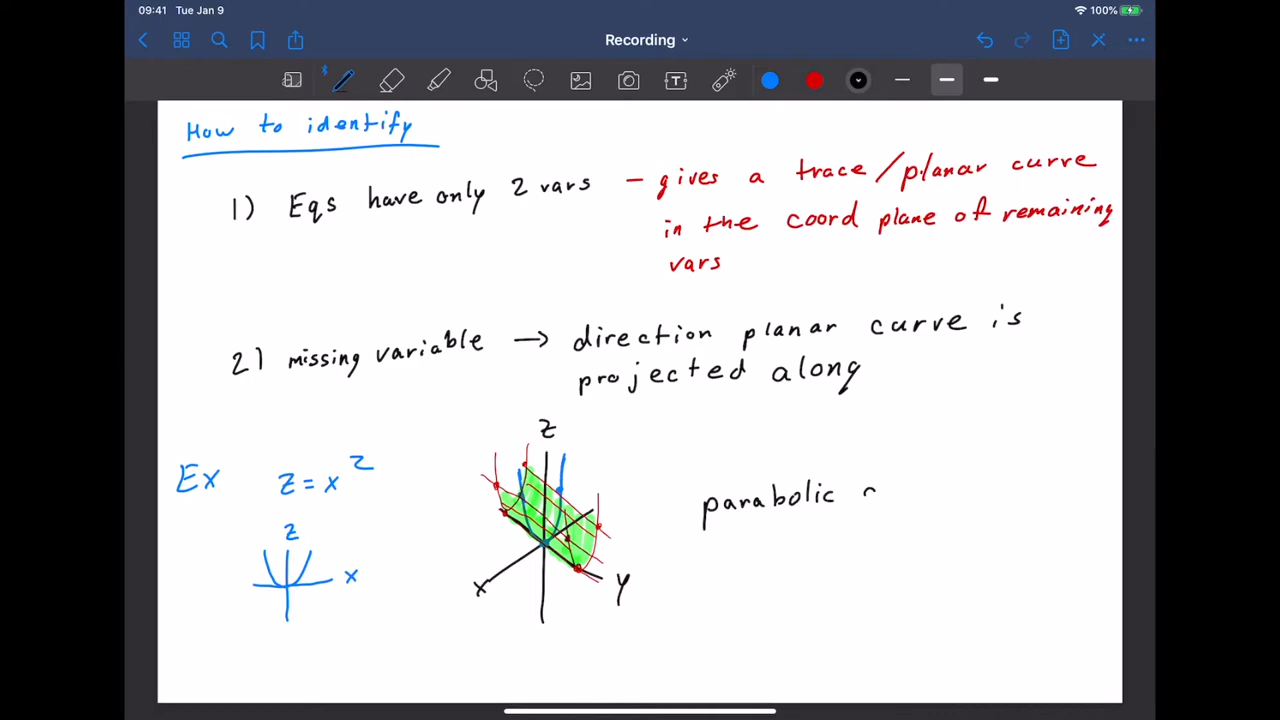 09:41 Tue Jan 9
100%
Recording
How to identify
1) Eqs have only 2 vars - gives a trace/planar curve
in the coord plane of remaining
vars
2) missing variable → direction planar curve is
projected along
Ex z = x^2
z
x
z
x
y
parabolic c